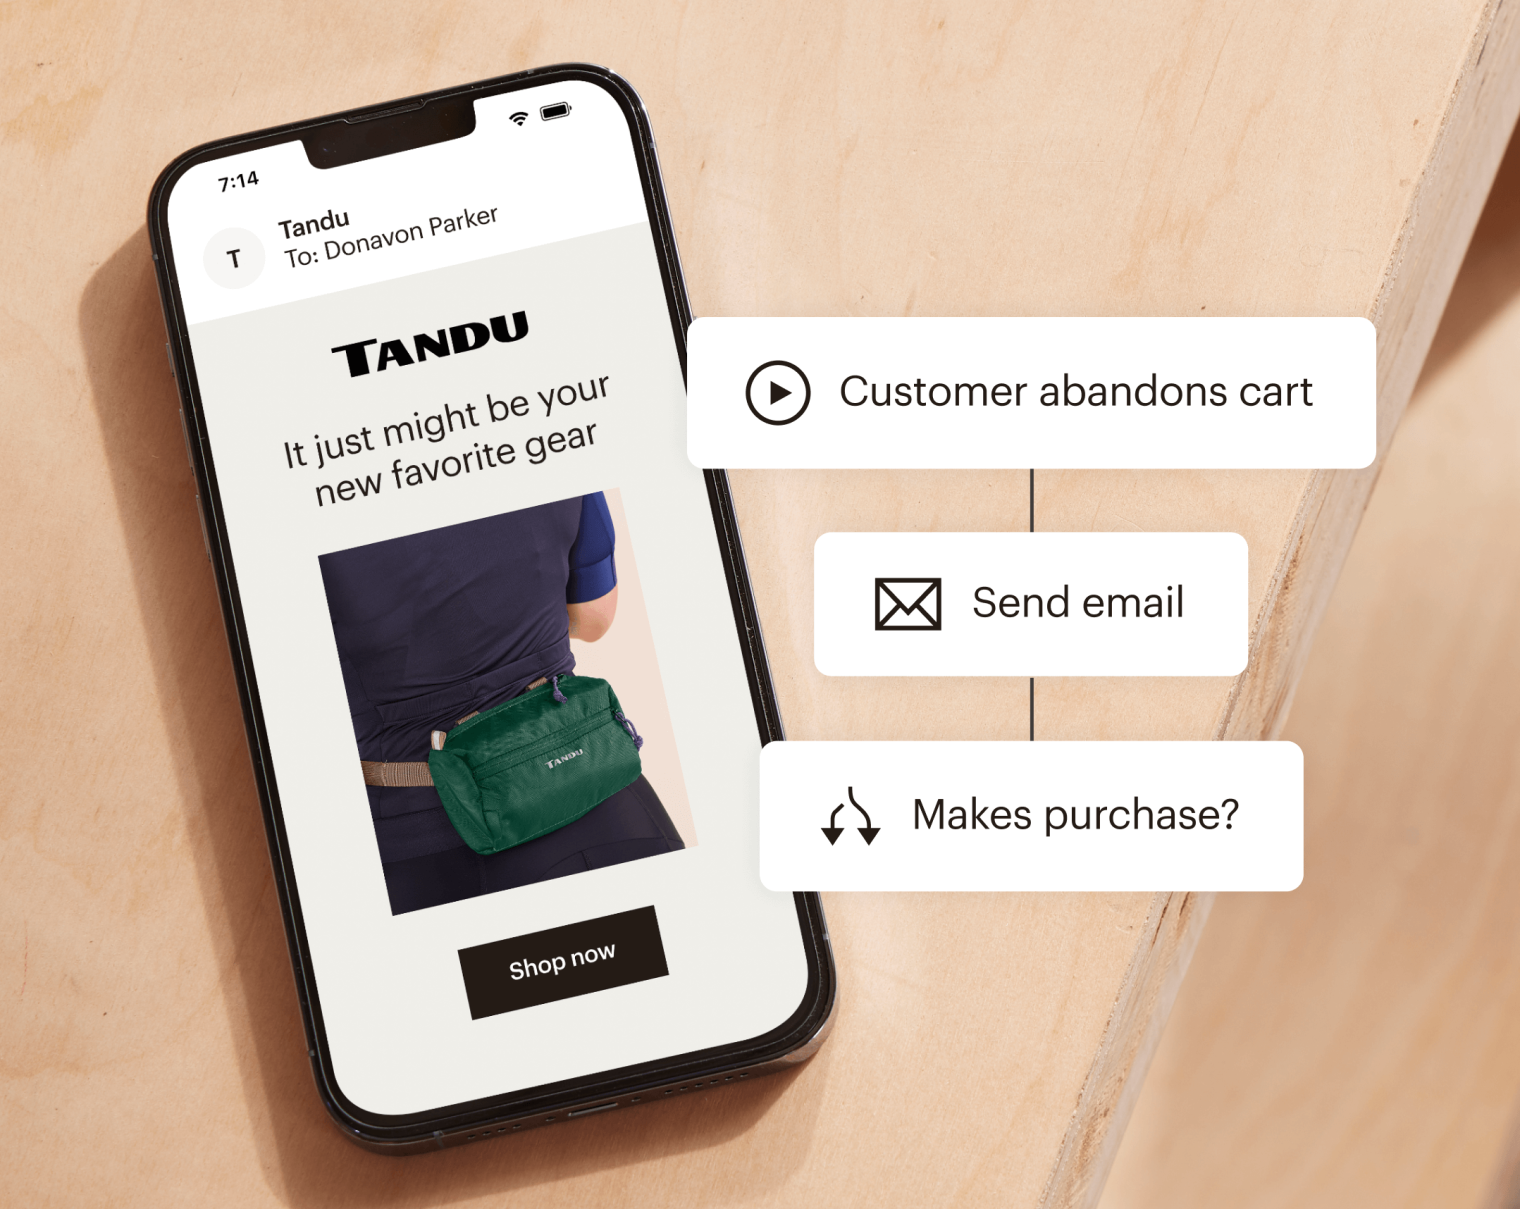 7:14
T
Tandu
To: Donavon Parker
TANDU
It just might be your
new favorite gear
TANDU
Shop now
Customer abandons cart
Send email
Makes purchase?